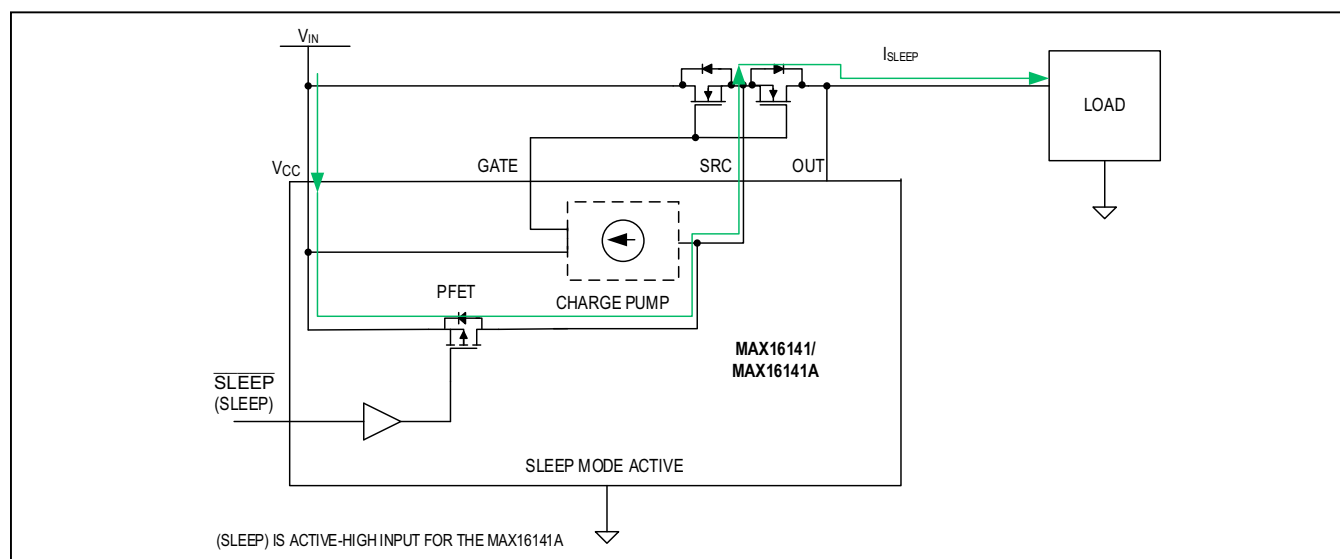 VIN
ISLEEP
LOAD
VCC
GATE
SRC
OUT
PFET
CHARGE PUMP
MAX16141/
MAX16141A
SLEEP
(SLEEP)
SLEEP MODE ACTIVE
(SLEEP) IS ACTIVE-HIGH INPUT FOR THE MAX16141A